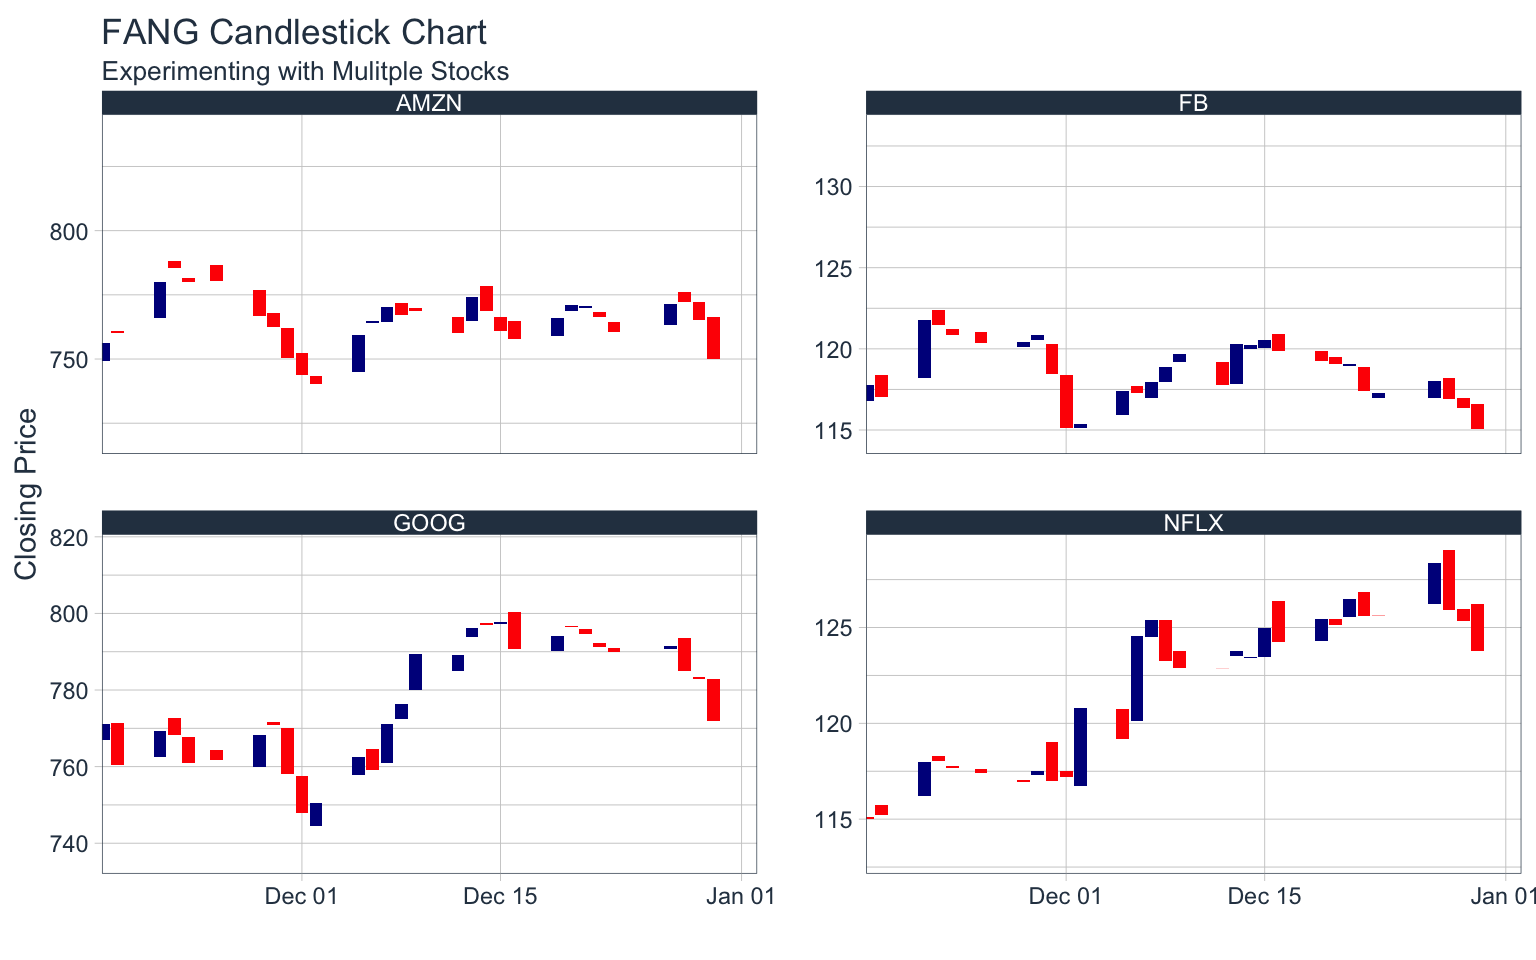 FANG Candlestick Chart
Experimenting with Mulitple Stocks
AMZN
FB
800
750
130
125
120
115
Closing Price
GOOG
NFLX
820
800
780
760
740
125
120
115
Dec 01
Dec 15
Jan 01
Dec 01
Dec 15
Jan 01